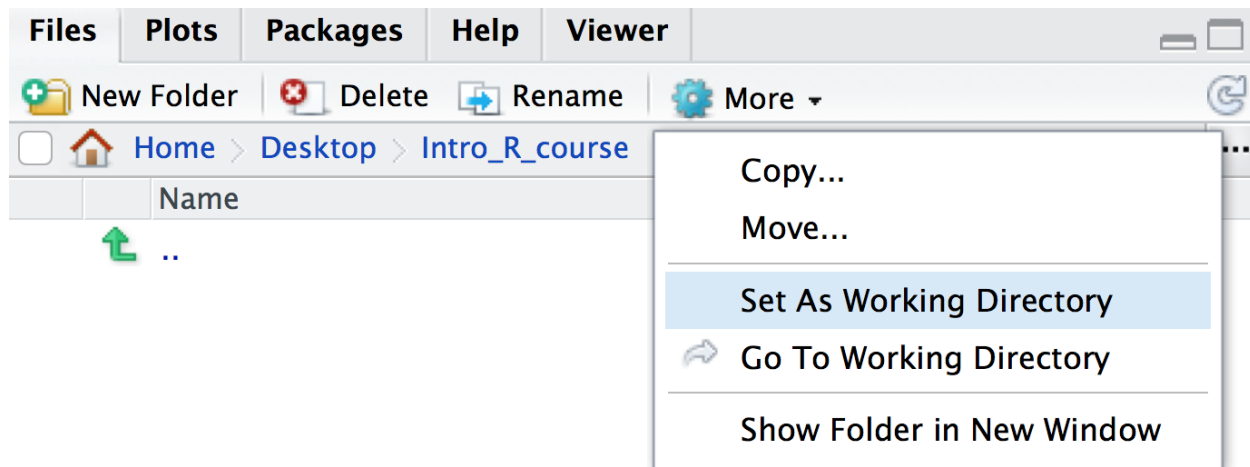 Files Plots Packages Help Viewer
New Folder Delete Rename More
Home Desktop Intro_R_course ...
Name
..
Copy...
Move...
Set As Working Directory
Go To Working Directory
Show Folder in New Window